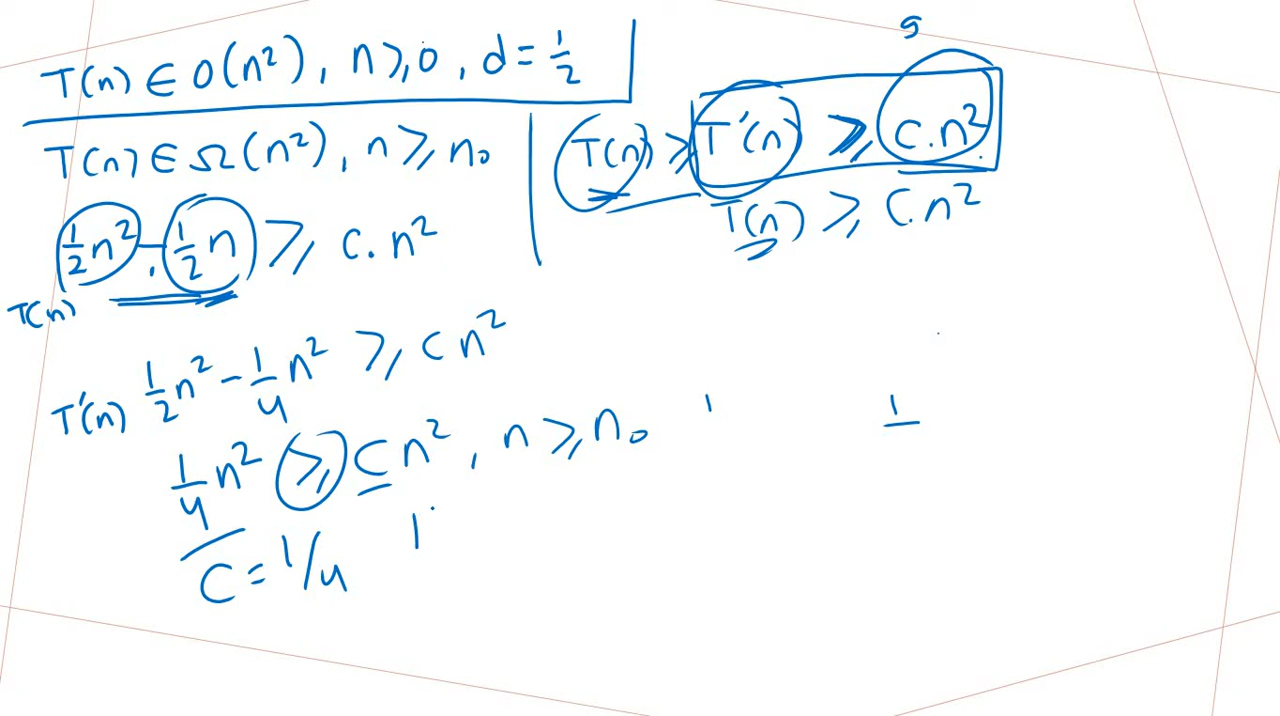 T(n) ∈ O(n²), n ≥ 0, d = 1/2
T(n) ∈ Ω(n²), n ≥ n₀
1/2 n² - 1/2 n ≥ c.n²
T(n)
T'(n) 1/2 n² - 1/4 n² ≥ c n²
1/4 n² ≥ c n², n ≥ n₀
c = 1/4
T(n) ≥ T'(n) ≥ c.n²
T(n) ≥ c.n²